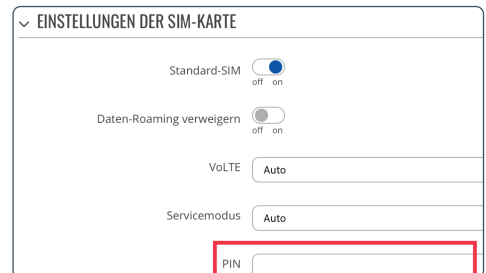 EINSTELLUNGEN DER SIM-KARTE
Standard-SIM
off on
Daten-Roaming verweigern
off on
VoLTE Auto
Servicemodus Auto
PIN